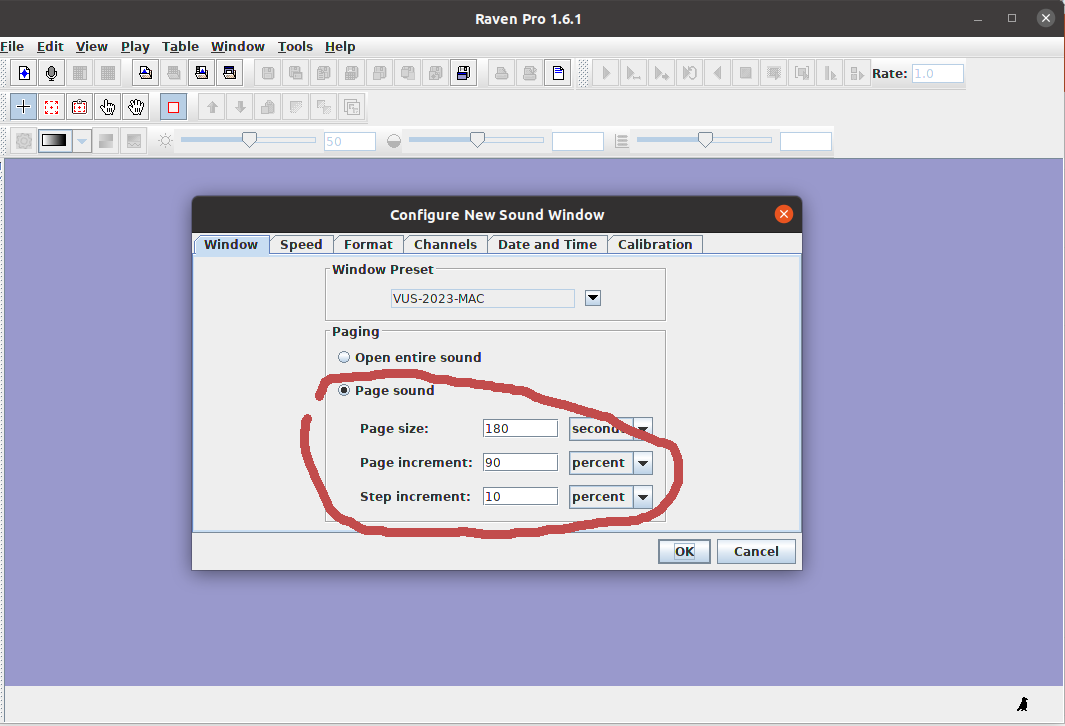 Raven Pro 1.6.1
File Edit View Play Table Window Tools Help
Rate: 1.0
50
Configure New Sound Window
Window Speed Format Channels Date and Time Calibration
Window Preset
VUS-2023-MAC
Paging
Open entire sound
Page sound
Page size: 180
Page increment: 90 percent
Step increment: 10 percent
OK Cancel